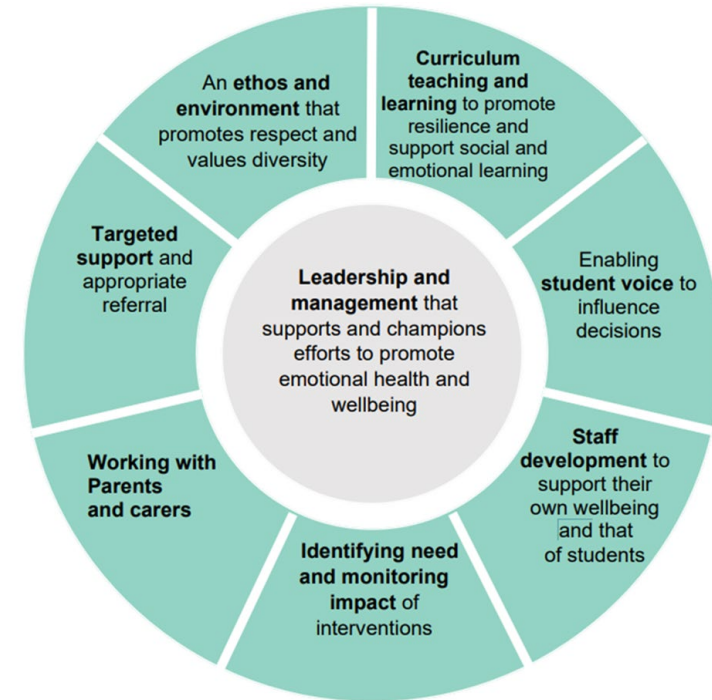 An ethos and
environment that
promotes respect and
values diversity
Curriculum
teaching and
learning to promote
resilience and
support social and
emotional learning
Enabling
student voice to
influence
decisions
Staff
development to
support their
own wellbeing
and that
of students
Identifying need
and monitoring
impact of
interventions
Working with
Parents
and carers
Targeted
support and
appropriate
referral
Leadership and
management that
supports and champions
efforts to promote
emotional health and
wellbeing